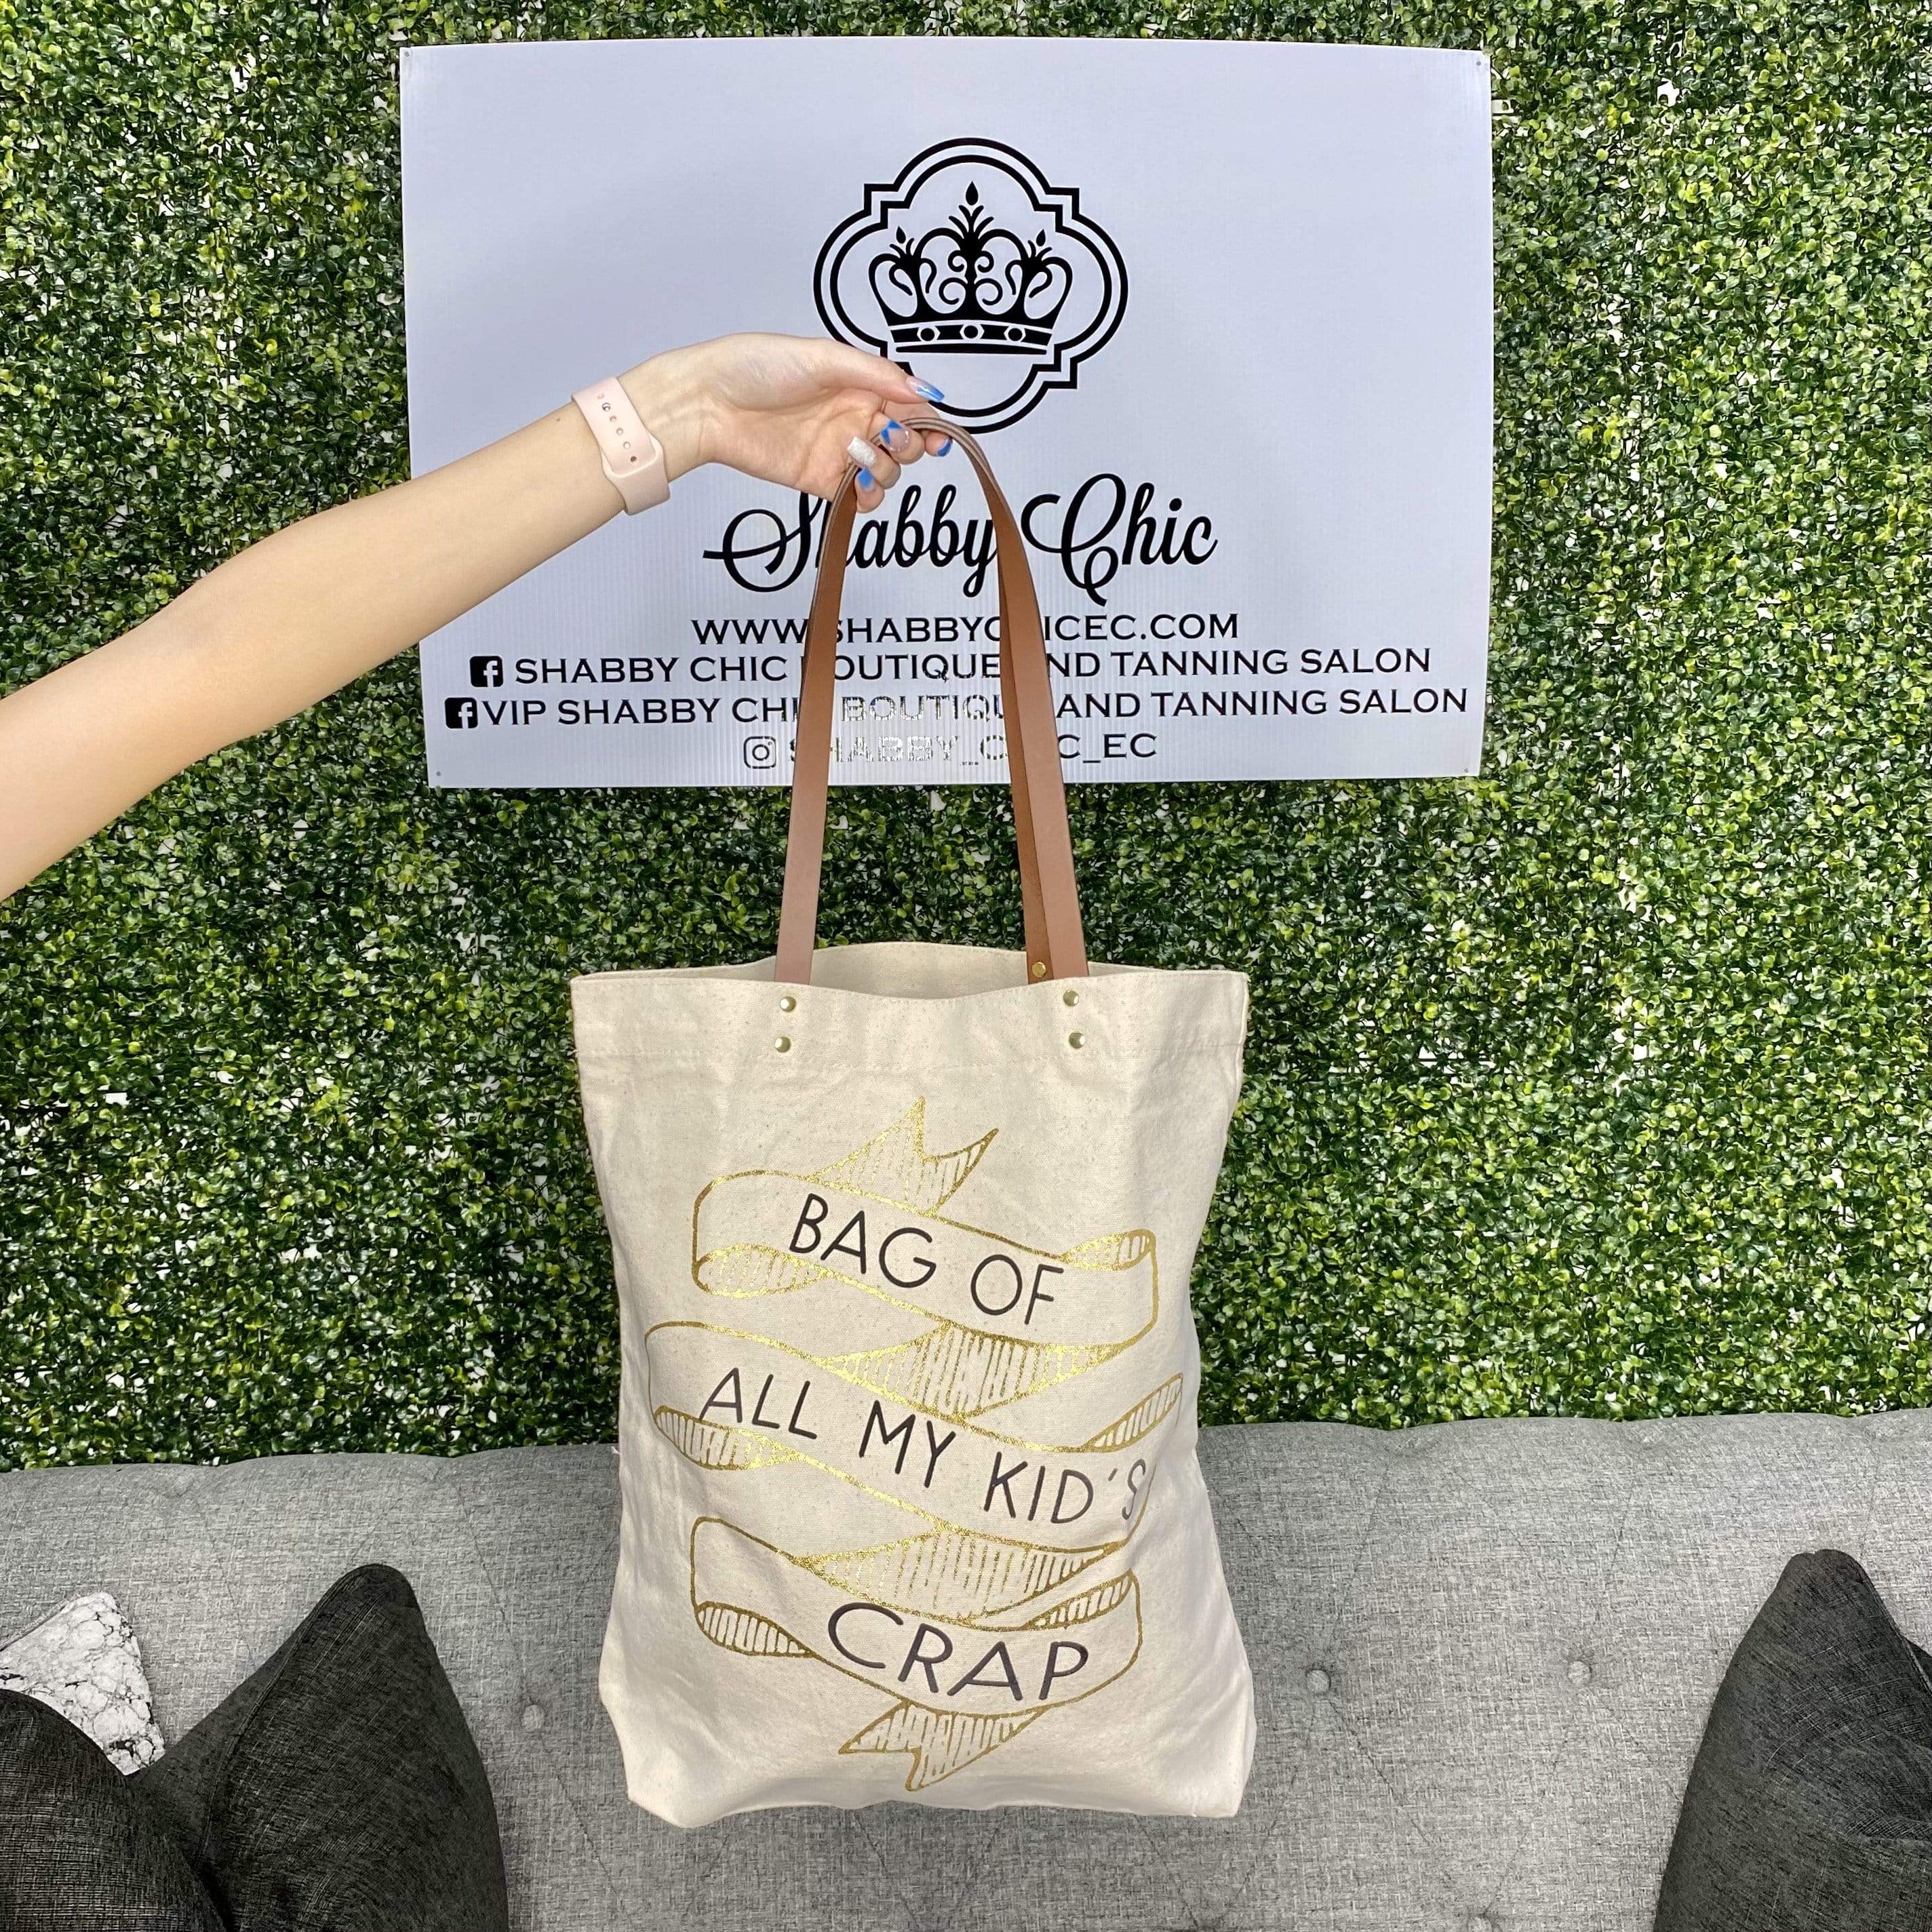 Shabby Chic
WWW.SHABBYCHICEC.COM
SHABBY CHIC BOUTIQUE AND TANNING SALON
VIP SHABBY CHIC BOUTIQUE AND TANNING SALON
SHABBY_CHIC_EC
BAG OF
ALL MY KID'S
CRAP